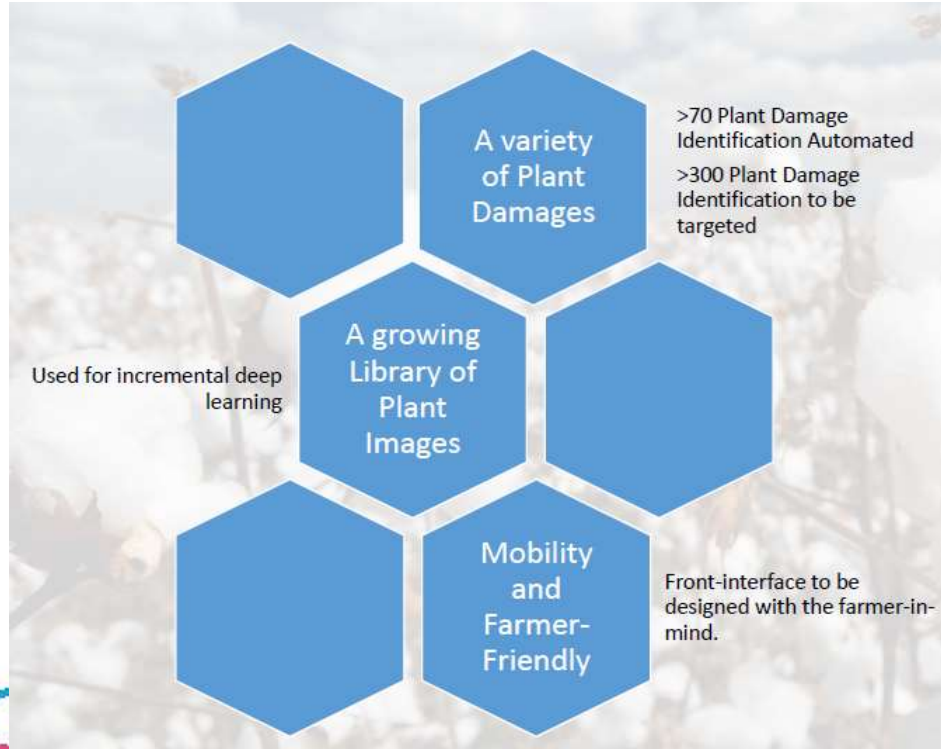 A variety
of Plant
Damages
>70 Plant Damage
Identification Automated
>300 Plant Damage
Identification to be
targeted
A growing
Library of
Plant
Images
Used for incremental deep
learning
Mobility
and
Farmer-
Friendly
Front-interface to be
designed with the farmer-in-
mind.